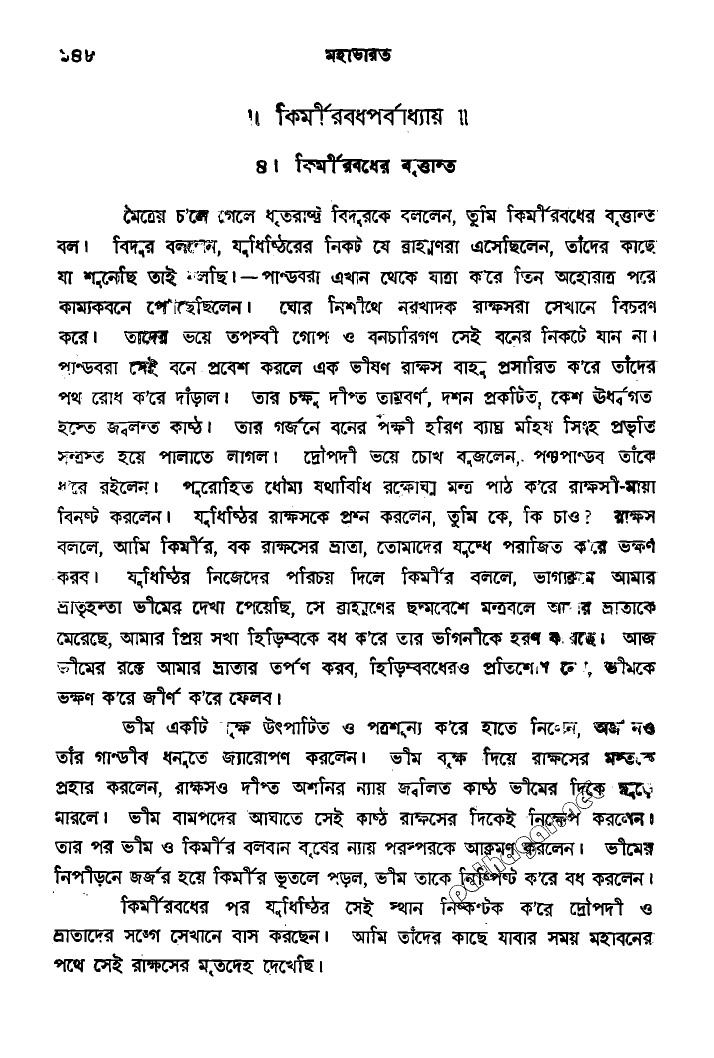 ১৪৮
মহাভারত
॥ কির্মীরবধপর্বাধ্যায় ॥
৪। কির্মীরবধের বৃত্তান্ত
মৈত্রেয় চ'লে গেলে ধৃতরাষ্ট্র বিদুরকে বললেন, তুমি কির্মীরবধের বৃত্তান্ত
বল। বিদুর বললেন, যুধিষ্ঠিরের নিকট যে ব্রাহ্মণরা এসেছিলেন, তাঁদের কাছে
যা শুনেছি তাই বলছি।—পাণ্ডবরা এখান থেকে যাত্রা ক'রে তিন অহোরাত্র পরে
কাম্যকবনে পৌঁছেছিলেন। ঘোর নিশীথে নরখাদক রাক্ষসরা সেখানে বিচরণ
করে। তাদের ভয়ে তপস্বী গোপ ও বনচারিগণ সেই বনের নিকটে যান না।
পাণ্ডবরা সেই বনে প্রবেশ করলে এক ভীষণ রাক্ষস বাহু প্রসারিত ক'রে তাঁদের
পথ রোধ ক'রে দাঁড়াল। তার চক্ষু দীপ্ত তাম্রবর্ণ, দশন প্রকটিত, কেশ ঊর্ধ্বগত
হস্তে জ্বলন্ত কাষ্ঠ। তার গর্জনে বনের পক্ষী হরিণ ব্যাঘ্র মহিষ সিংহ প্রভৃতি
সন্ত্রস্ত হয়ে পালাতে লাগল। দ্রৌপদী ভয়ে চোখ বুজলেন, পঞ্চপাণ্ডব তাঁকে
ধ'রে রইলেন। পুরোহিত ধৌম্য যথাবিধি রক্ষোঘ্ন মন্ত্র পাঠ ক'রে রাক্ষসী-মায়া
বিনষ্ট করলেন। যুধিষ্ঠির রাক্ষসকে প্রশ্ন করলেন, তুমি কে, কি চাও? রাক্ষস
বললে, আমি কির্মীর, বক রাক্ষসের ভ্রাতা, তোমাদের যুদ্ধে পরাজিত ক'রে ভক্ষণ
করব। যুধিষ্ঠির নিজেদের পরিচয় দিলে কির্মীর বললে, ভাগ্যক্রমে আমার
ভ্রাতৃহন্তা ভীমের দেখা পেয়েছি, সে ব্রাহ্মণের ছদ্মবেশে মন্ত্রবলে আমার ভ্রাতাকে
মেরেছে, আমার প্রিয় সখা হিড়িম্বকে বধ ক'রে তার ভগিনীকে হরণ করেছে। আজ
ভীমের রক্তে আমার ভ্রাতার তর্পণ করব, হিড়িম্ববধেরও প্রতিশোধ নেব, ভীমকে
ভক্ষণ ক'রে জীর্ণ ক'রে ফেলব।
ভীম একটি বৃক্ষ উৎপাটিত ও পত্রশূন্য ক'রে হাতে নিলেন, অর্জুনও
তাঁর গাণ্ডীব ধনুতে জ্যারোপণ করলেন। ভীম বৃক্ষ দিয়ে রাক্ষসের মস্তকে
প্রহার করলেন, রাক্ষসও দীপ্ত অশনির ন্যায় জ্বলিত কাষ্ঠ ভীমের দিকে ছুড়ে
মারলে। ভীম বামপদের আঘাতে সেই কাষ্ঠ রাক্ষসের দিকেই নিক্ষেপ করলেন।
তার পর ভীম ও কির্মীর বলবান বৃষের ন্যায় পরস্পরকে আক্রমণ করলেন। ভীমের
নিপীড়নে জর্জর হয়ে কির্মীর ভূতলে পড়ল, ভীম তাকে নিষ্পিষ্ট ক'রে বধ করলেন।
কির্মীরবধের পর যুধিষ্ঠির সেই স্থান নিষ্কণ্টক ক'রে দ্রৌপদী ও
ভ্রাতাদের সঙ্গে সেখানে বাস করছেন। আমি তাঁদের কাছে যাবার সময় মহাবনের
পথে সেই রাক্ষসের মৃতদেহ দেখেছি।